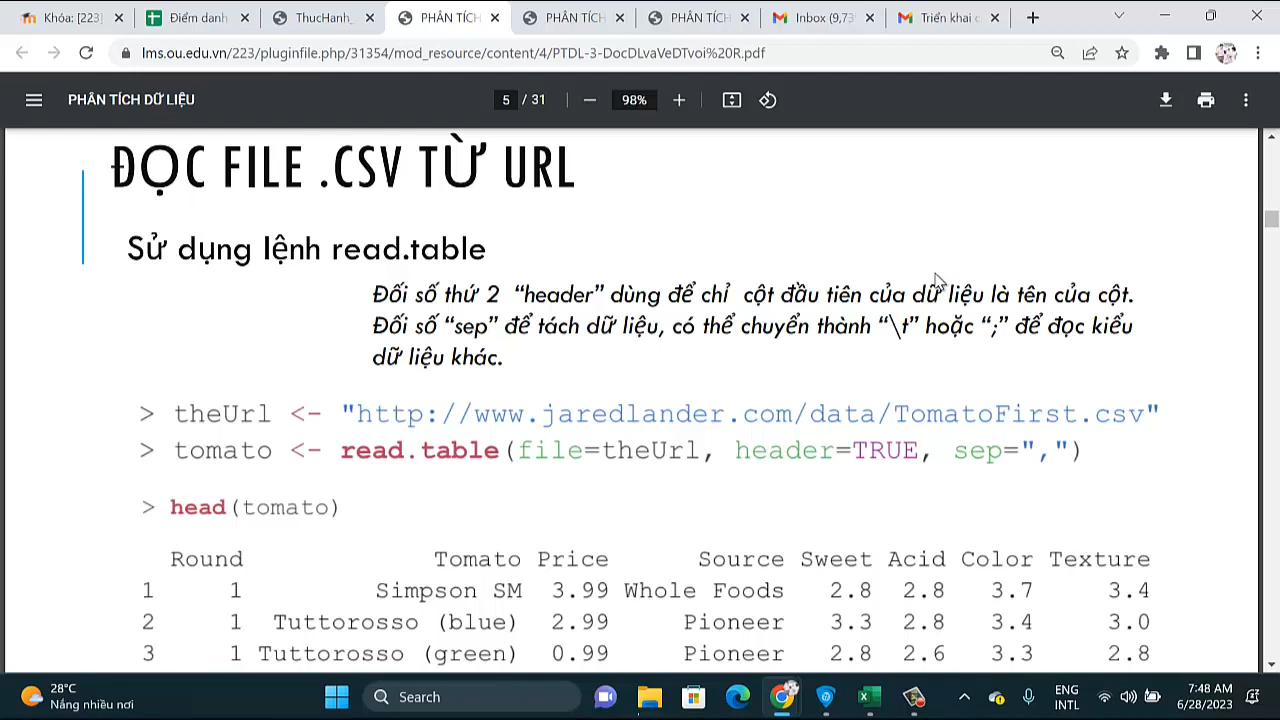 Khóa: [223]
Điểm danh
ThucHanh_
PHÂN TÍCH
PHÂN TÍCH
PHÂN TÍCH
Inbox (9,73
Triển khai c
lms.ou.edu.vn/223/pluginfile.php/31354/mod_resource/content/4/PTDL-3-DocDLvaVeDTvoi%20R.pdf
PHÂN TÍCH DỮ LIỆU
5 / 31
98%
ĐỌC FILE .CSV TỪ URL
Sử dụng lệnh read.table
Đối số thứ 2 “header” dùng để chỉ cột đầu tiên của dữ liệu là tên của cột.
Đối số “sep” để tách dữ liệu, có thể chuyển thành “\t” hoặc “;” để đọc kiểu
dữ liệu khác.
> theUrl <- "http://www.jaredlander.com/data/TomatoFirst.csv"
> tomato <- read.table(file=theUrl, header=TRUE, sep=",")
> head(tomato)
Round Tomato Price Source Sweet Acid Color Texture
1 1 Simpson SM 3.99 Whole Foods 2.8 2.8 3.7 3.4
2 1 Tuttorosso (blue) 2.99 Pioneer 3.3 2.8 3.4 3.0
3 1 Tuttorosso (green) 0.99 Pioneer 2.8 2.6 3.3 2.8
28°C
Nắng nhiều nơi
Search
ENG
INTL
7:48 AM
6/28/2023